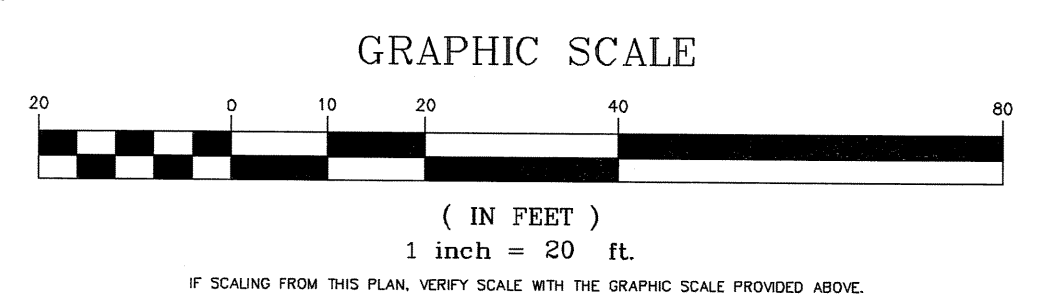 GRAPHIC SCALE
20 0 10 20 40 80
( IN FEET )
1 inch = 20 ft.
IF SCALING FROM THIS PLAN, VERIFY SCALE WITH THE GRAPHIC SCALE PROVIDED ABOVE.